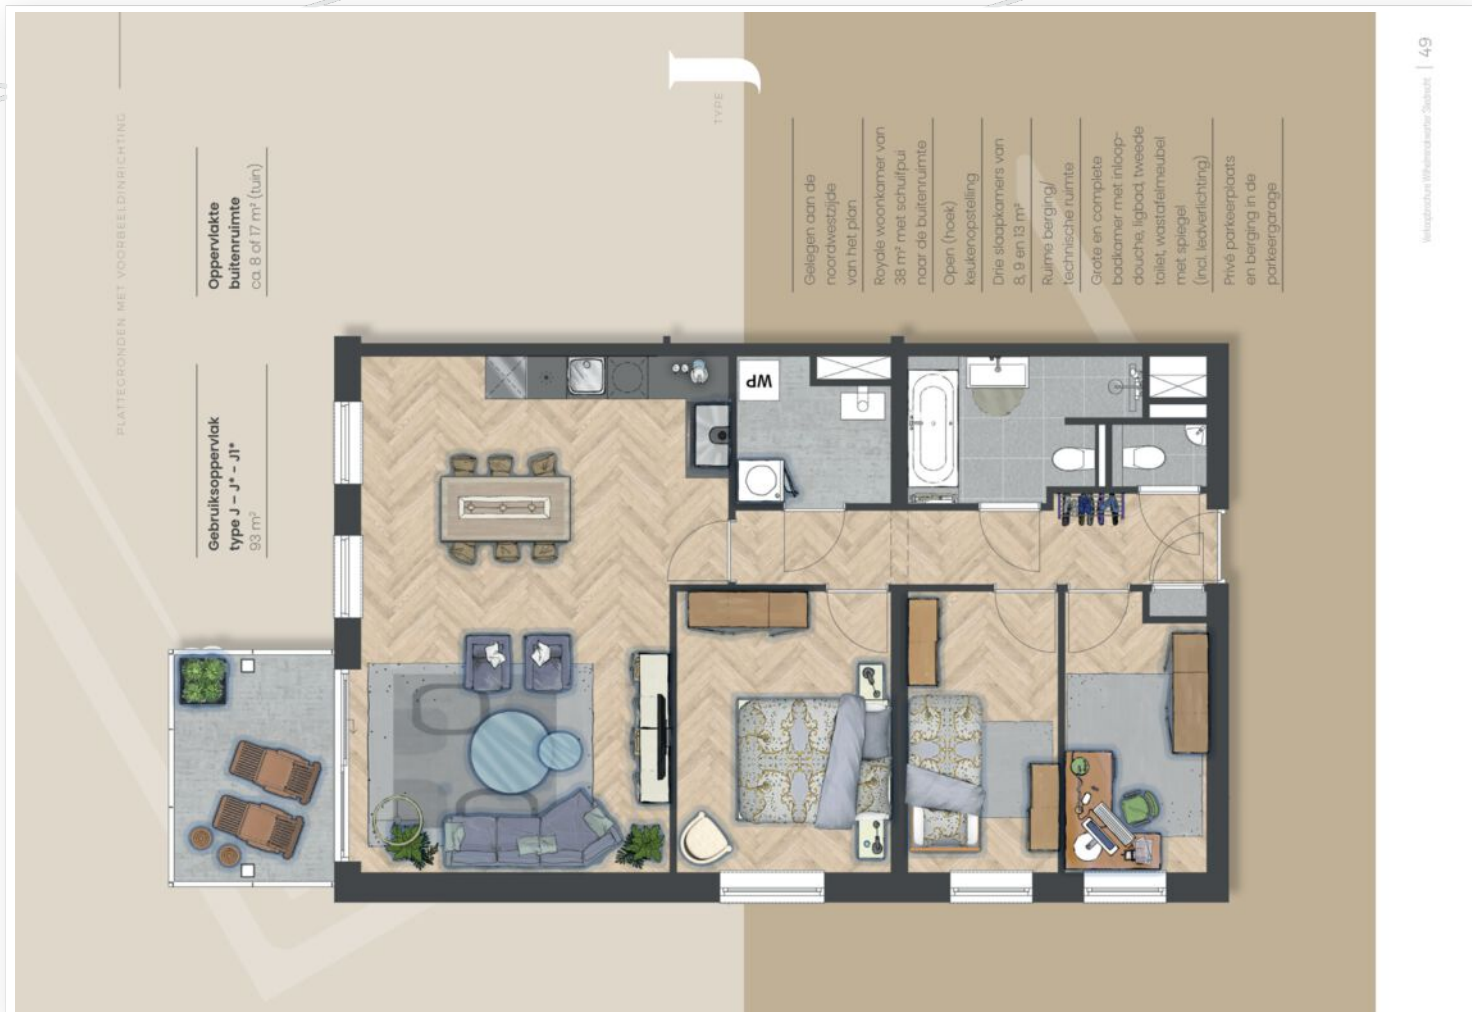 PLATTEGRONDEN MET VOORBEELDINRICHTING
Gebruiksoppervlak
type J – J* – J1*
93 m²
Oppervlakte
buitenruimte
ca. 8 of 17 m² (tuin)
TYPE
J
Gelegen aan de
noordwestzijde
van het plan
Royale woonkamer van
38 m² met schuifpui
naar de buitenruimte
Open (hoek)
keukenopstelling
Drie slaapkamers van
8, 9 en 13 m²
Ruime berging/
technische ruimte
Grote en complete
badkamer met inloop-
douche, ligbad, tweede
toilet, wastafelmeubel
met spiegel
(incl. ledverlichting)
Privé parkeerplaats
en berging in de
parkeergarage
WP
Verkoopbrochure Wilhelminakwartier Sliedrecht | 49